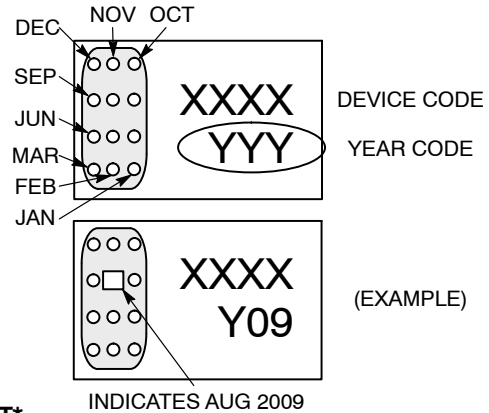 NOV OCT
DEC
SEP
XXXX DEVICE CODE
JUN
YYY YEAR CODE
MAR
FEB
JAN
XXXX
(EXAMPLE)
Y09
INDICATES AUG 2009